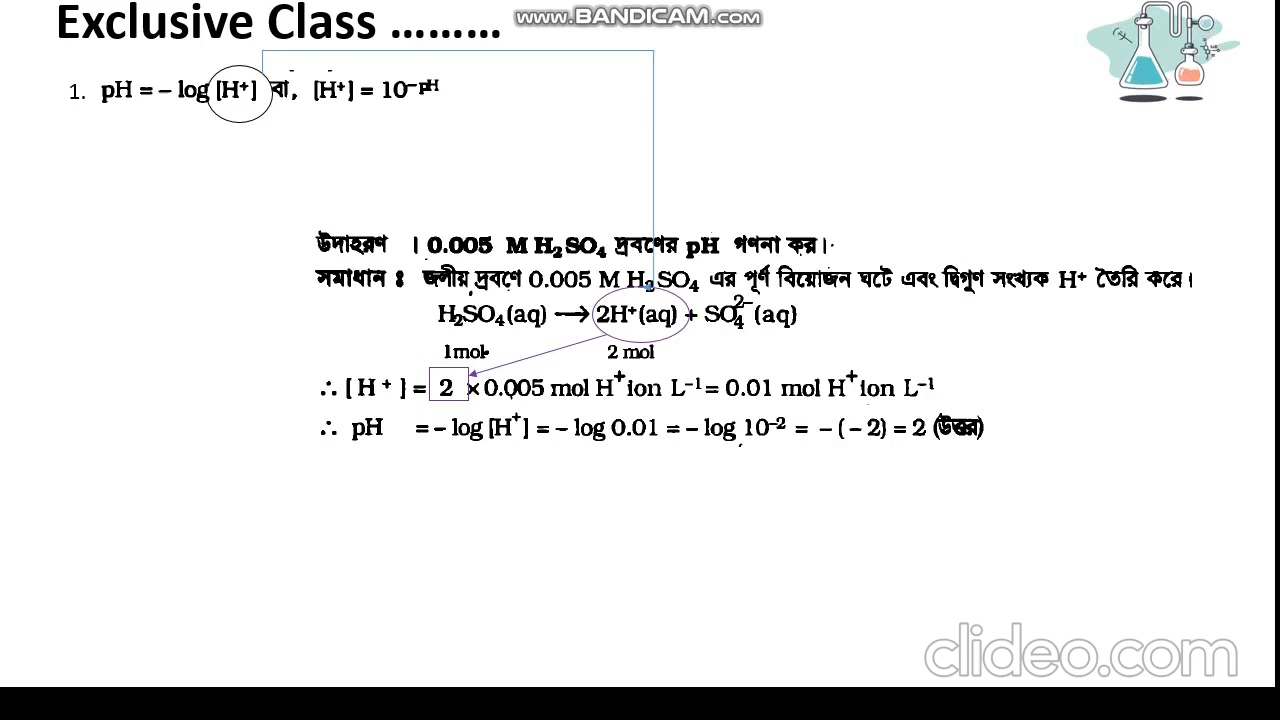 www.BANDICAM.com
Exclusive Class .........
1. pH = – log [H⁺] বা, [H⁺] = 10⁻ᵖᴴ
উদাহরণ । 0.005 M H₂SO₄ দ্রবণের pH গণনা কর।
সমাধান : জলীয় দ্রবণে 0.005 M H₂SO₄ এর পূর্ণ বিয়োজন ঘটে এবং দ্বিগুণ সংখ্যক H⁺ তৈরি করে।
H₂SO₄(aq) ⟶ 2H⁺(aq) + SO₄²⁻ (aq)
1mol 2 mol
∴ [ H ⁺ ] = 2 × 0.005 mol H⁺ ion L⁻¹ = 0.01 mol H⁺ ion L⁻¹
∴ pH = – log [H⁺] = – log 0.01 = – log 10⁻² = – (– 2) = 2 (উত্তর)
clideo.com